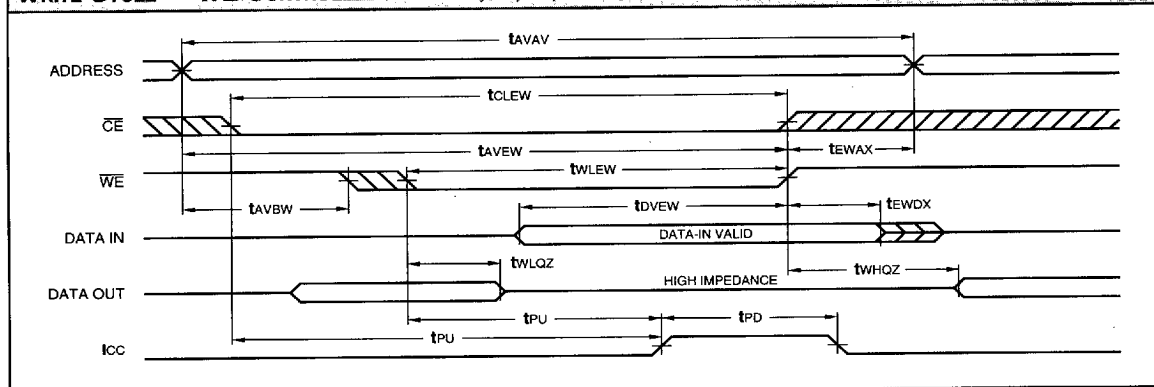 tAVAV
ADDRESS
tCLEW
CE
tAVEW
tEWAX
WE
tWLEW
tAVBW
tDVEW
tEWDX
DATA IN
DATA-IN VALID
tWLQZ
tWHQZ
DATA OUT
HIGH IMPEDANCE
tPU
tPD
tPU
ICC